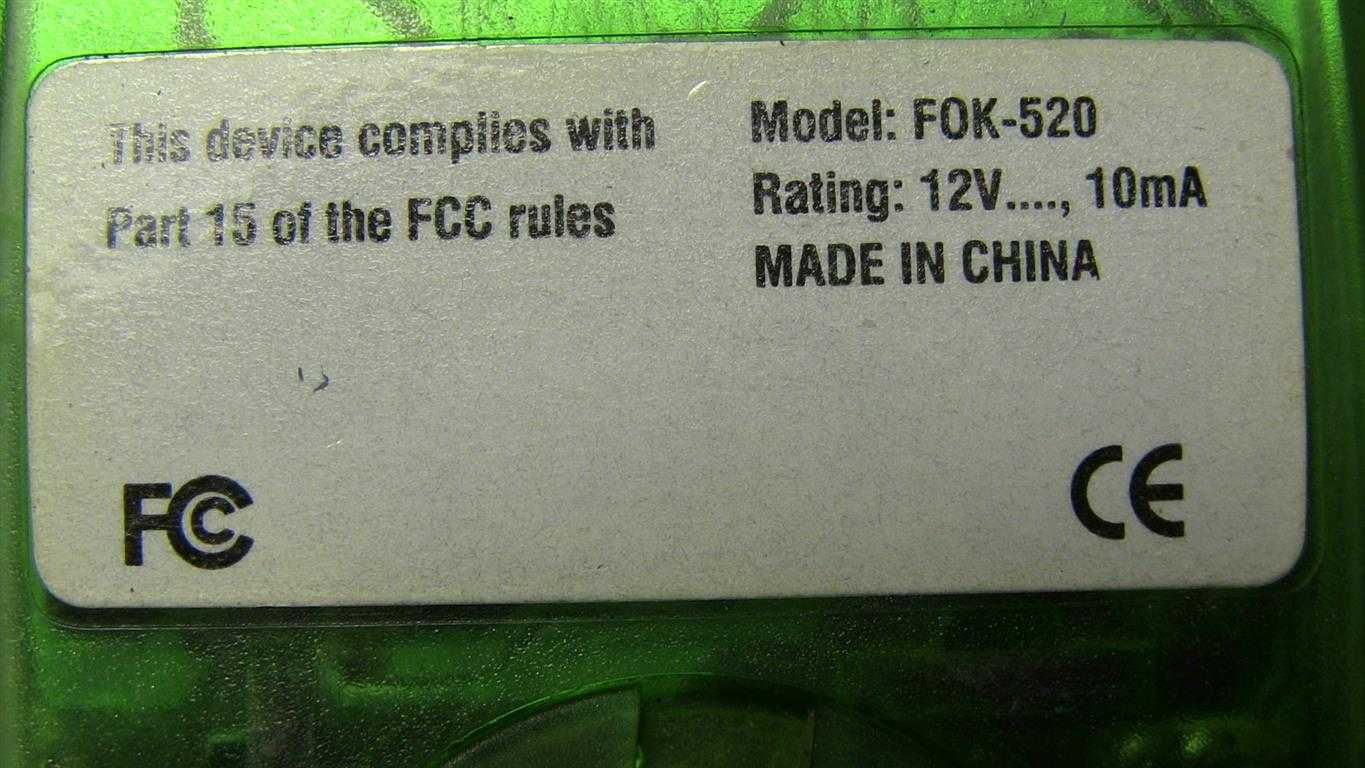 This device complies with
Part 15 of the FCC rules
Model: FOK-520
Rating: 12V...., 10mA
MADE IN CHINA
FCC
CE